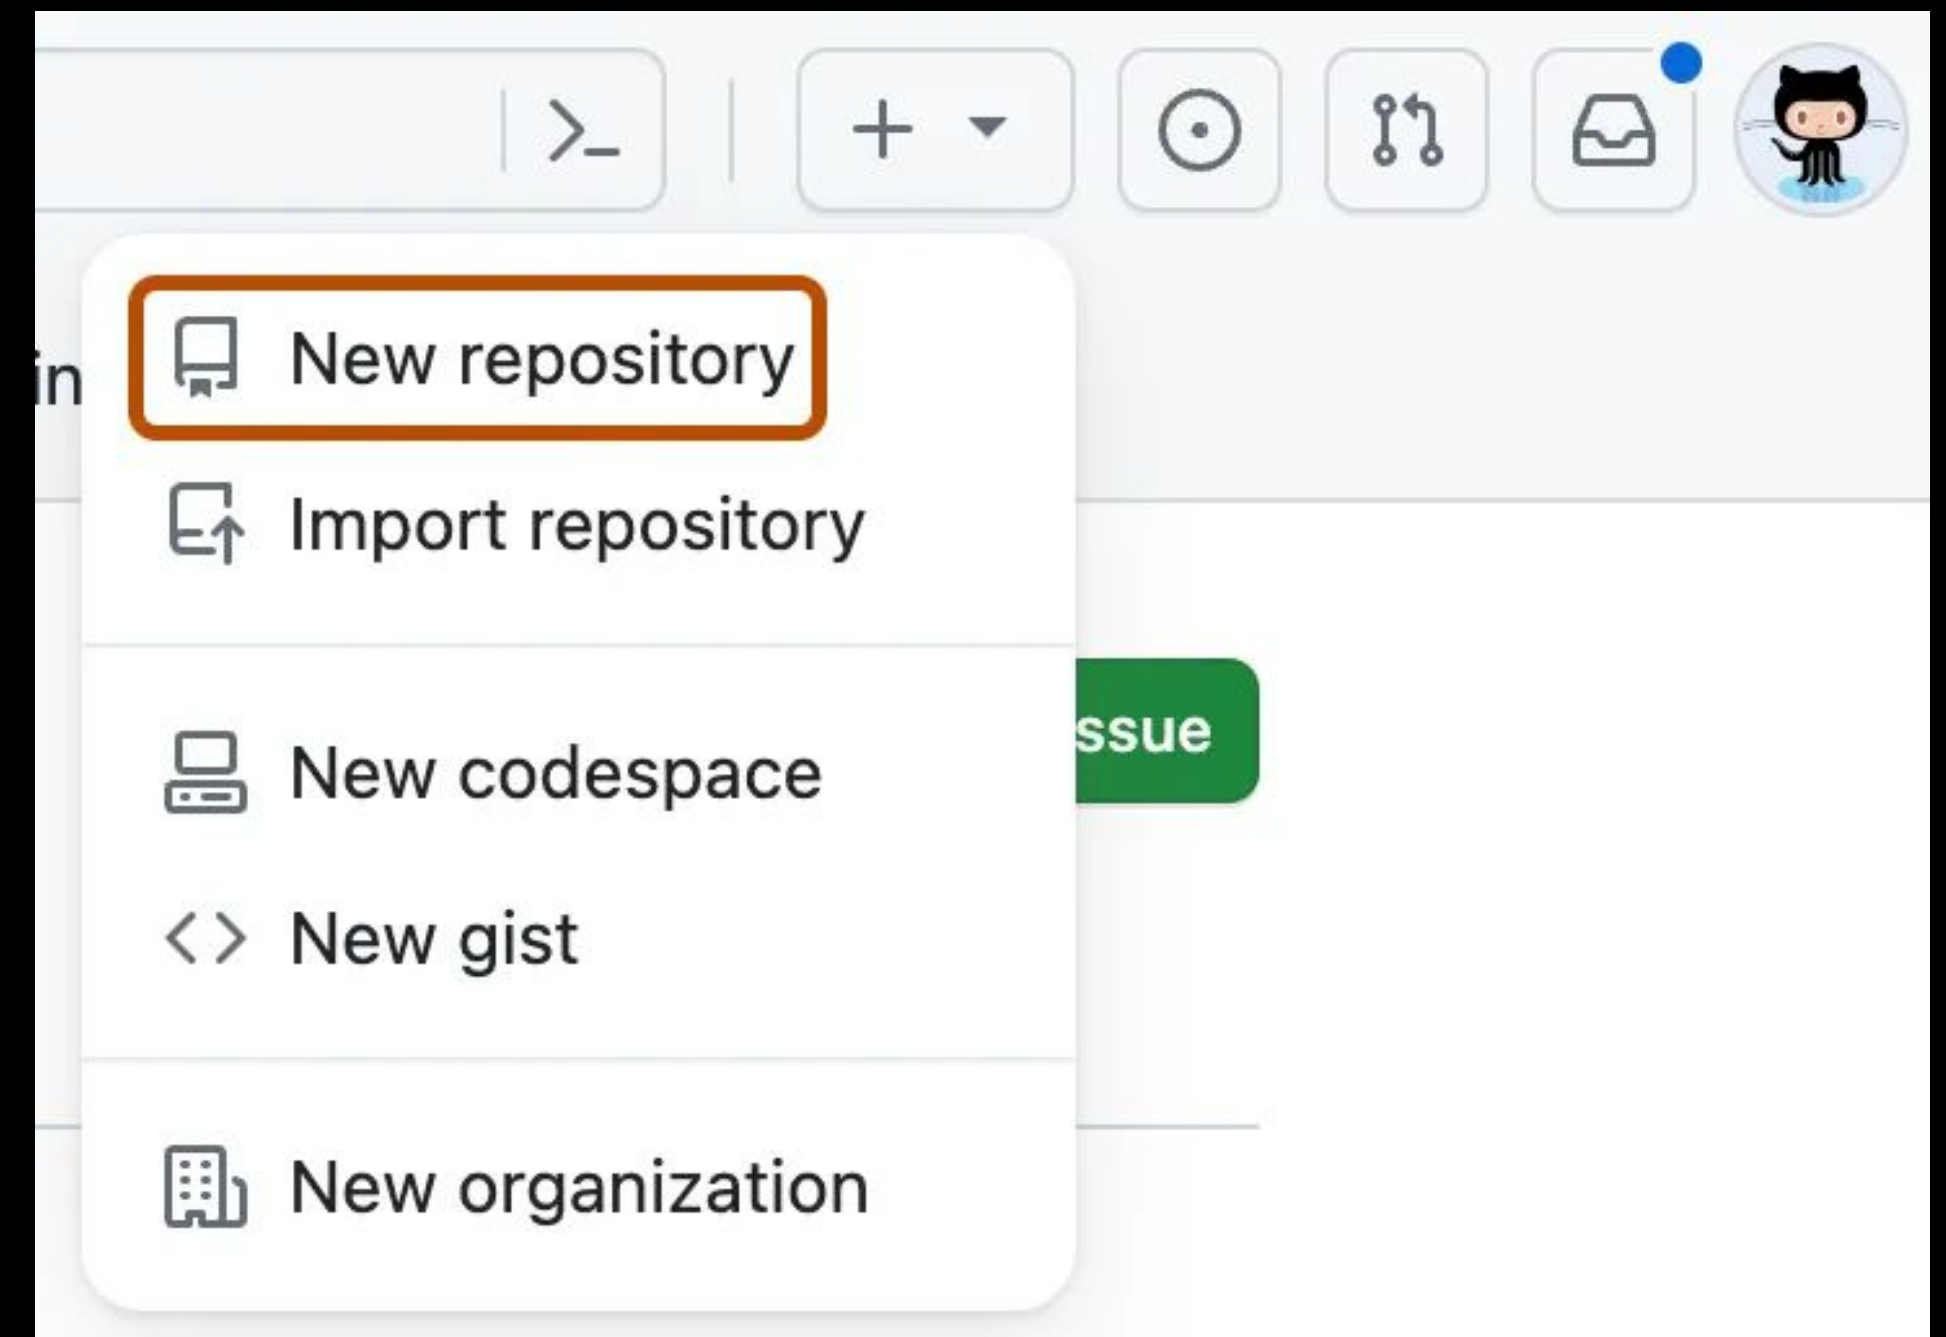 in
New repository
Import repository
ssue
New codespace
New gist
New organization